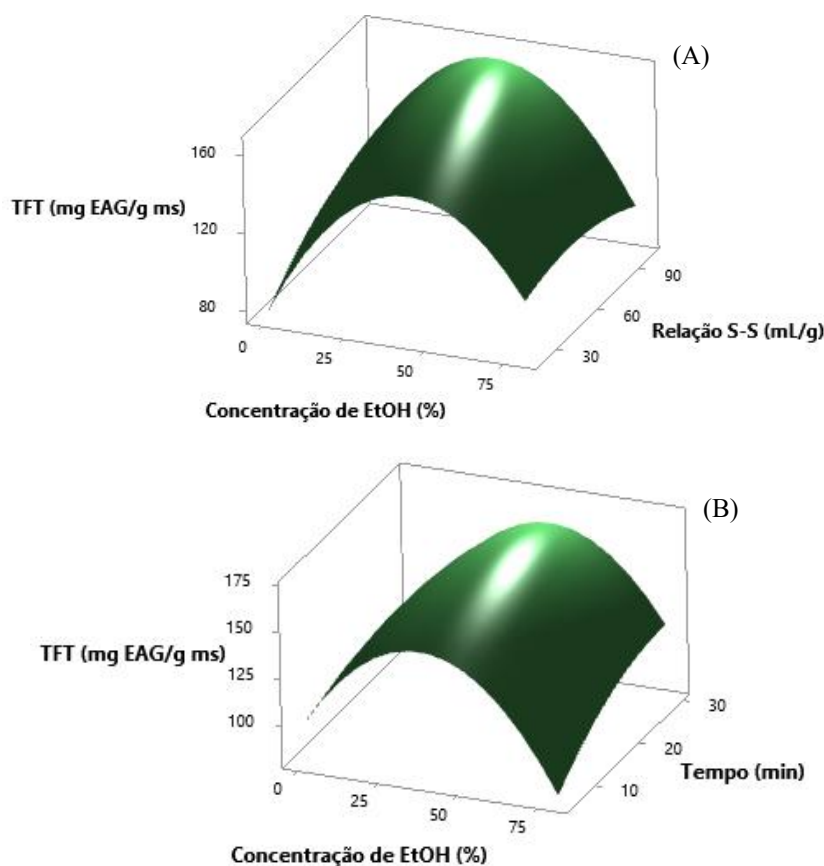 (A)
160
TFT (mg EAG/g ms)
120
80
90
60
Relação S-S (mL/g)
30
0
25
50
75
Concentração de EtOH (%)
(B)
175
150
TFT (mg EAG/g ms)
125
100
30
20
Tempo (min)
10
0
25
50
75
Concentração de EtOH (%)